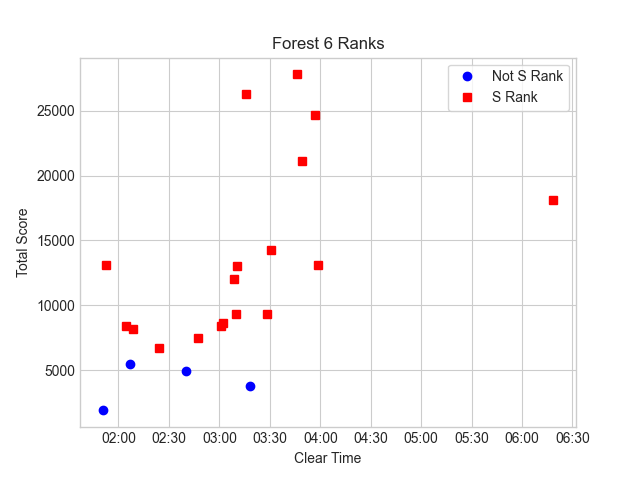 Forest 6 Ranks
Not S Rank
S Rank
Total Score
25000
20000
15000
10000
5000
02:00 02:30 03:00 03:30 04:00 04:30 05:00 05:30 06:00 06:30
Clear Time